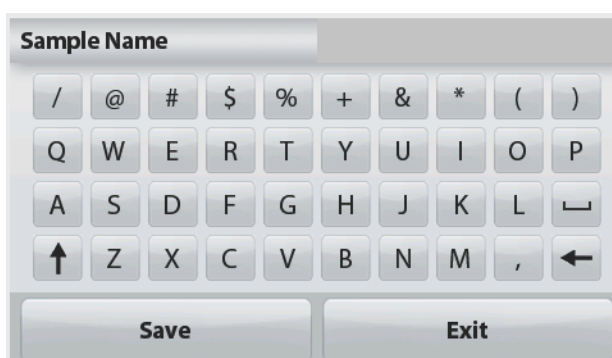 Sample Name
/ @ # $ % + & * ( )
Q W E R T Y U I O P
A S D F G H J K L
Z X C V B N M ,
Save Exit